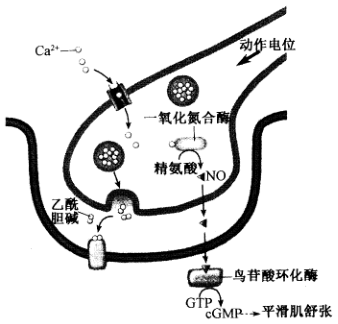 动作电位
Ca²⁺
一氧化氮合酶
精氨酸
NO
乙酰
胆碱
鸟苷酸环化酶
GTP
cGMP
平滑肌舒张